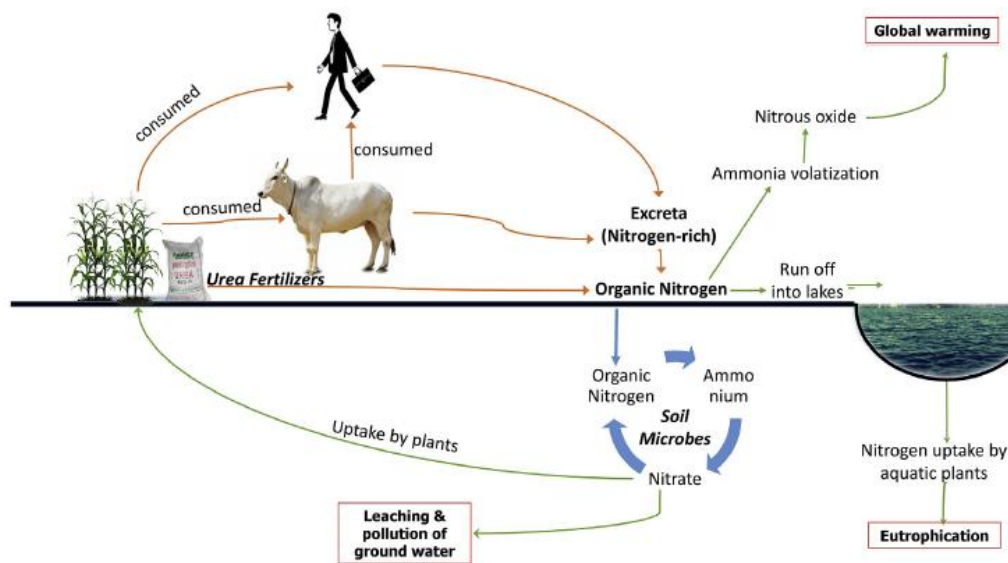 Global warming
Nitrous oxide
Ammonia volatization
consumed
consumed
consumed
Excreta
(Nitrogen-rich)
UREA
Urea Fertilizers
Organic Nitrogen
Run off
into lakes
Organic
Nitrogen
Ammo
nium
Soil
Microbes
Nitrate
Uptake by plants
Leaching &
pollution of
ground water
Nitrogen uptake by
aquatic plants
Eutrophication